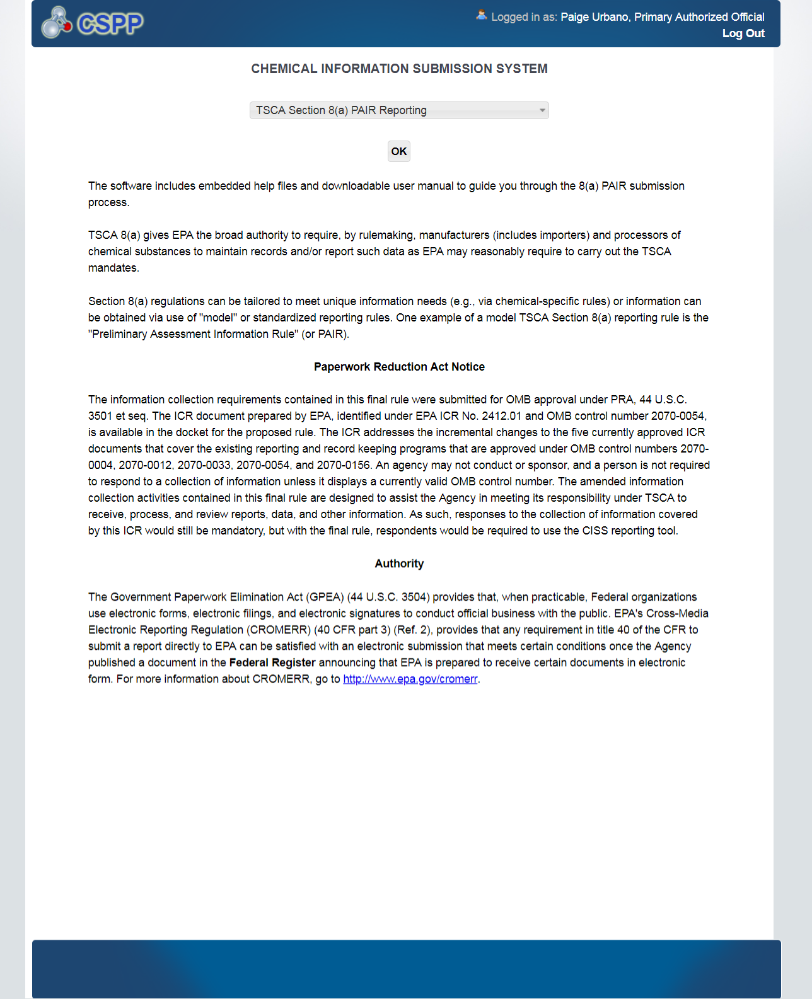 CSPP
Logged in as: Paige Urbano, Primary Authorized Official
Log Out
CHEMICAL INFORMATION SUBMISSION SYSTEM
TSCA Section 8(a) PAIR Reporting
OK
The software includes embedded help files and downloadable user manual to guide you through the 8(a) PAIR submission
process.
TSCA 8(a) gives EPA the broad authority to require, by rulemaking, manufacturers (includes importers) and processors of
chemical substances to maintain records and/or report such data as EPA may reasonably require to carry out the TSCA
mandates.
Section 8(a) regulations can be tailored to meet unique information needs (e.g., via chemical-specific rules) or information can
be obtained via use of "model" or standardized reporting rules. One example of a model TSCA Section 8(a) reporting rule is the
"Preliminary Assessment Information Rule" (or PAIR).
Paperwork Reduction Act Notice
The information collection requirements contained in this final rule were submitted for OMB approval under PRA, 44 U.S.C.
3501 et seq. The ICR document prepared by EPA, identified under EPA ICR No. 2412.01 and OMB control number 2070-0054,
is available in the docket for the proposed rule. The ICR addresses the incremental changes to the five currently approved ICR
documents that cover the existing reporting and record keeping programs that are approved under OMB control numbers 2070-
0004, 2070-0012, 2070-0033, 2070-0054, and 2070-0156. An agency may not conduct or sponsor, and a person is not required
to respond to a collection of information unless it displays a currently valid OMB control number. The amended information
collection activities contained in this final rule are designed to assist the Agency in meeting its responsibility under TSCA to
receive, process, and review reports, data, and other information. As such, responses to the collection of information covered
by this ICR would still be mandatory, but with the final rule, respondents would be required to use the CISS reporting tool.
Authority
The Government Paperwork Elimination Act (GPEA) (44 U.S.C. 3504) provides that, when practicable, Federal organizations
use electronic forms, electronic filings, and electronic signatures to conduct official business with the public. EPA's Cross-Media
Electronic Reporting Regulation (CROMERR) (40 CFR part 3) (Ref. 2), provides that any requirement in title 40 of the CFR to
submit a report directly to EPA can be satisfied with an electronic submission that meets certain conditions once the Agency
published a document in the Federal Register announcing that EPA is prepared to receive certain documents in electronic
form. For more information about CROMERR, go to http://www.epa.gov/cromerr.